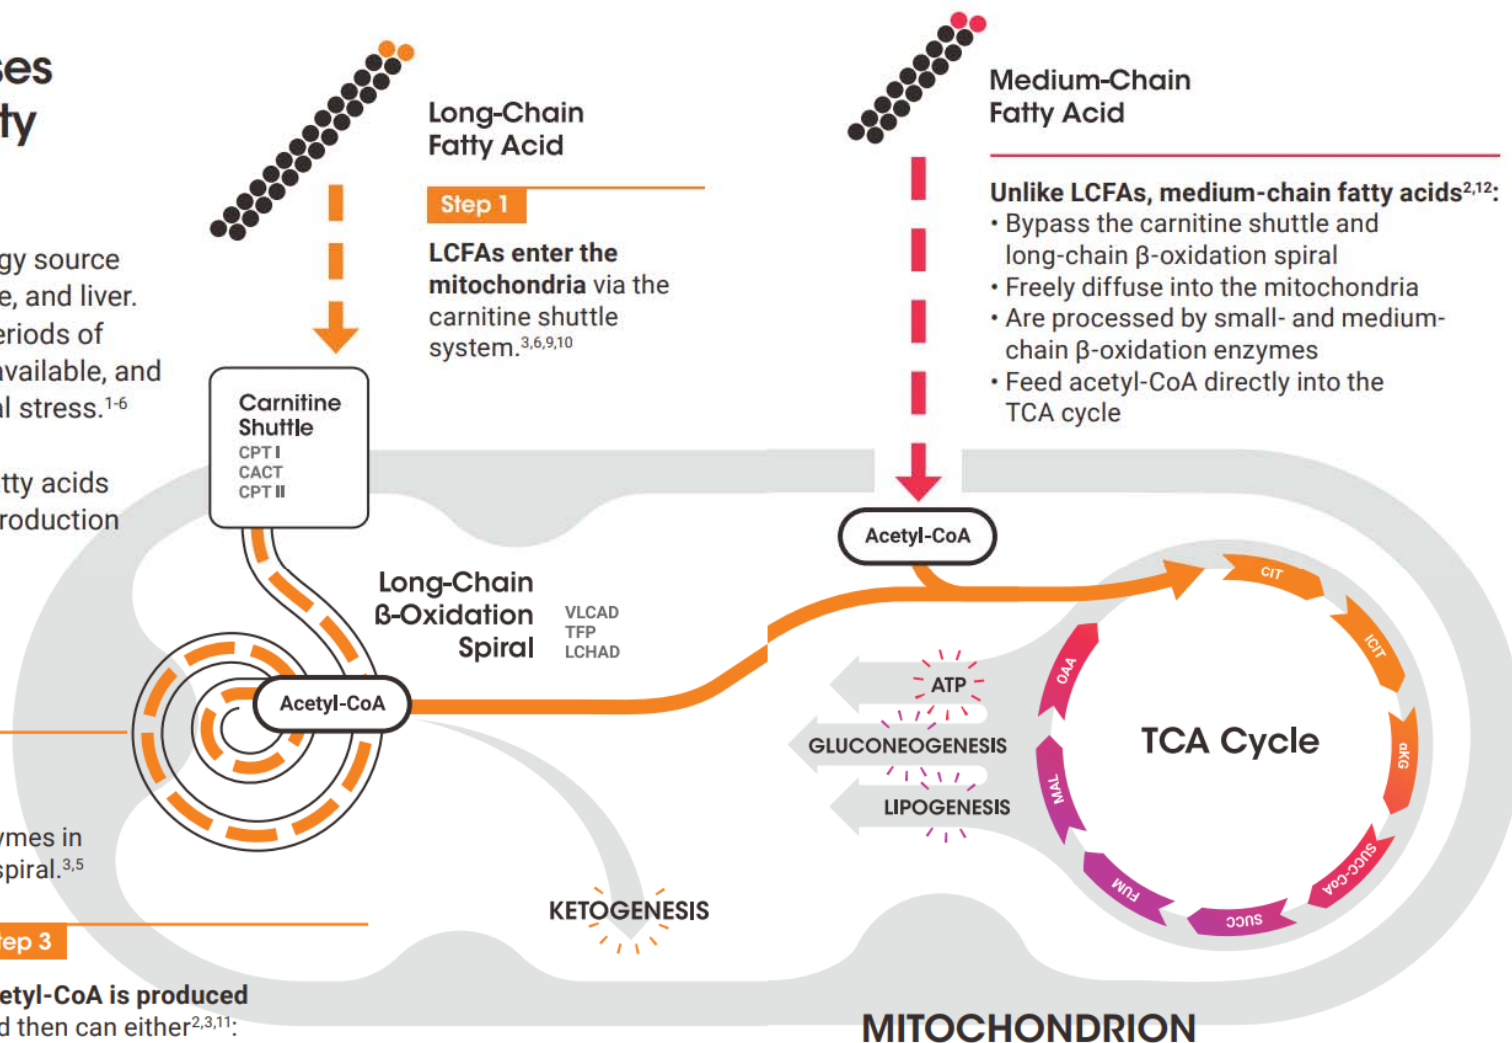 ses
ty
gy source
e, and liver.
eriods of
available, and
al stress.1-6
tty acids
roduction
ymes in
spiral.3,5
tep 3
etyl-CoA is produced
d then can either2,3,11:
Long-Chain
Fatty Acid
Step 1
LCFAs enter the
mitochondria via the
carnitine shuttle
system.3,6,9,10
Medium-Chain
Fatty Acid
Unlike LCFAs, medium-chain fatty acids2,12:
• Bypass the carnitine shuttle and
long-chain β-oxidation spiral
• Freely diffuse into the mitochondria
• Are processed by small- and medium-
chain β-oxidation enzymes
• Feed acetyl-CoA directly into the
TCA cycle
Carnitine
Shuttle
CPT I
CACT
CPT II
Long-Chain
ß-Oxidation
Spiral
VLCAD
TFP
LCHAD
Acetyl-CoA
Acetyl-CoA
KETOGENESIS
ATP
GLUCONEOGENESIS
LIPOGENESIS
TCA Cycle
CIT
ICIT
αKG
SUCC-CoA
SUCC
FUM
MAL
OAA
MITOCHONDRION